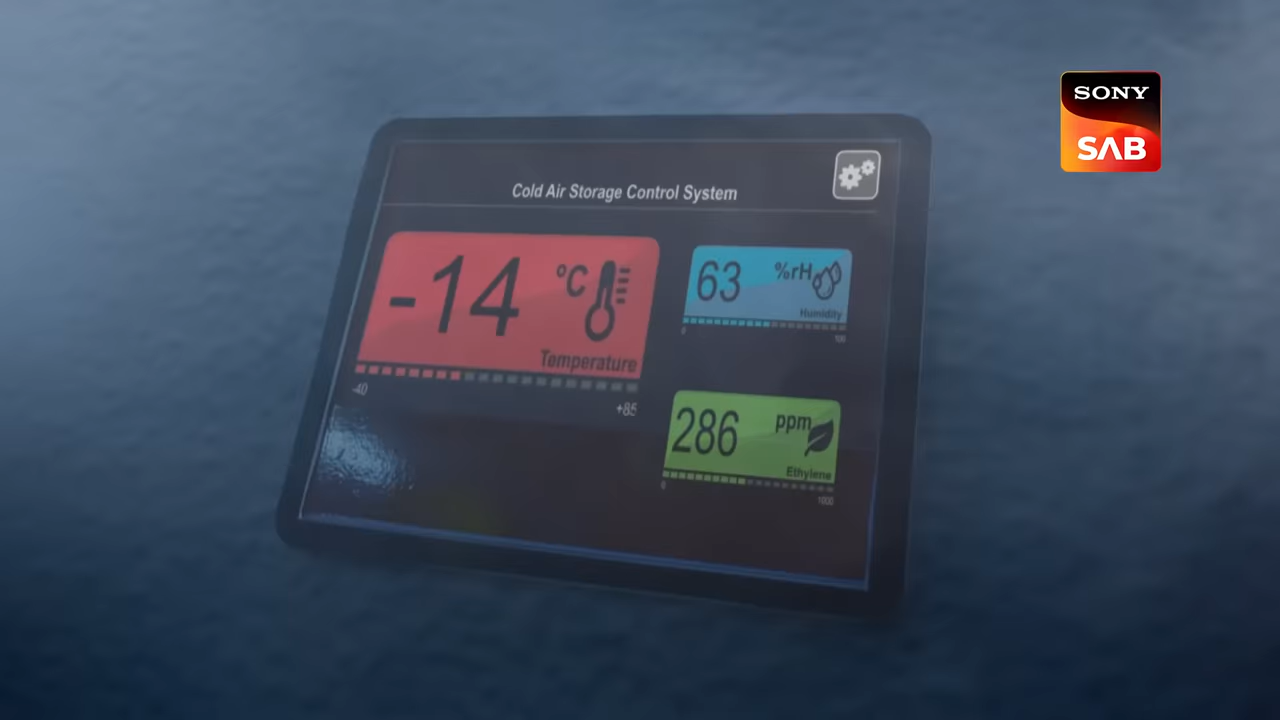 SONY
SAB
Cold Air Storage Control System
-14 °C
Temperature
-40
+85
63 %rH
Humidity
0
100
286 ppm
Ethylene
0
1000